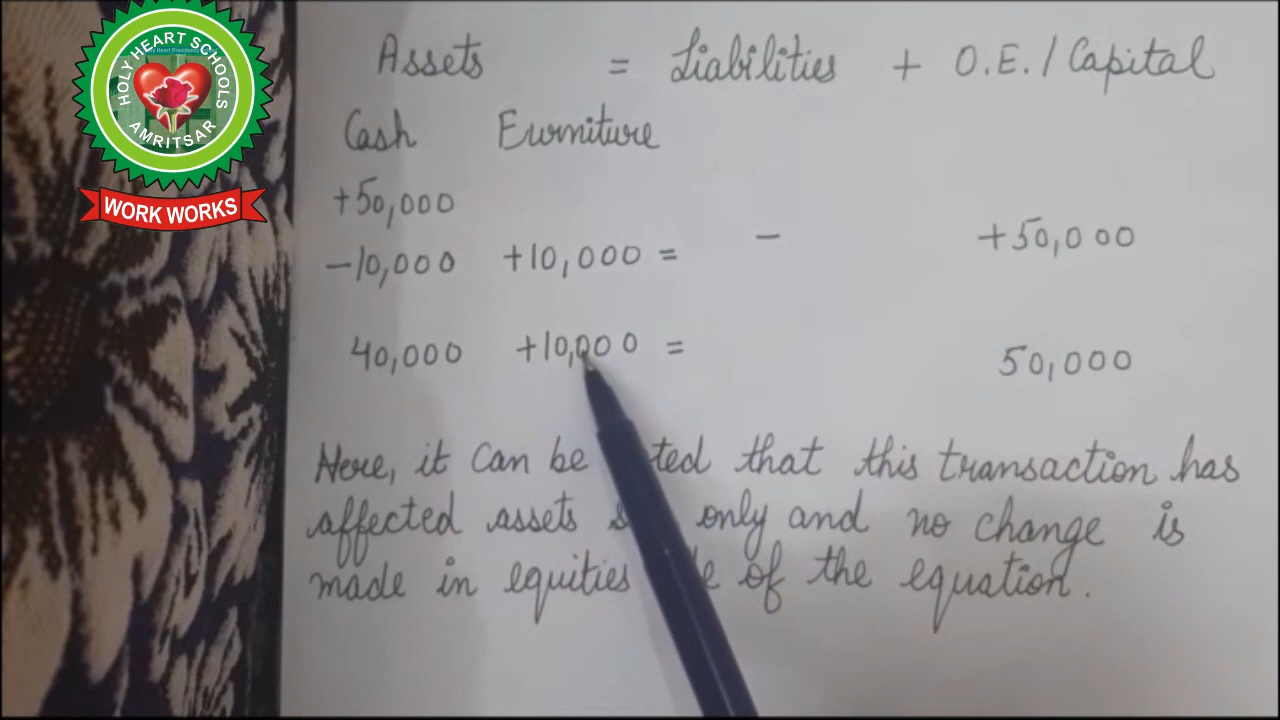 HOLY HEART SCHOOLS
AMRITSAR
WORK WORKS
Assets = Liabilities + O.E./Capital
Cash Furniture
+50,000
-10,000 +10,000 = - +50,000
40,000 +10,000 = 50,000
Here, it can be ted that this transaction has
affected assets s only and no change is
made in equities e of the equation.